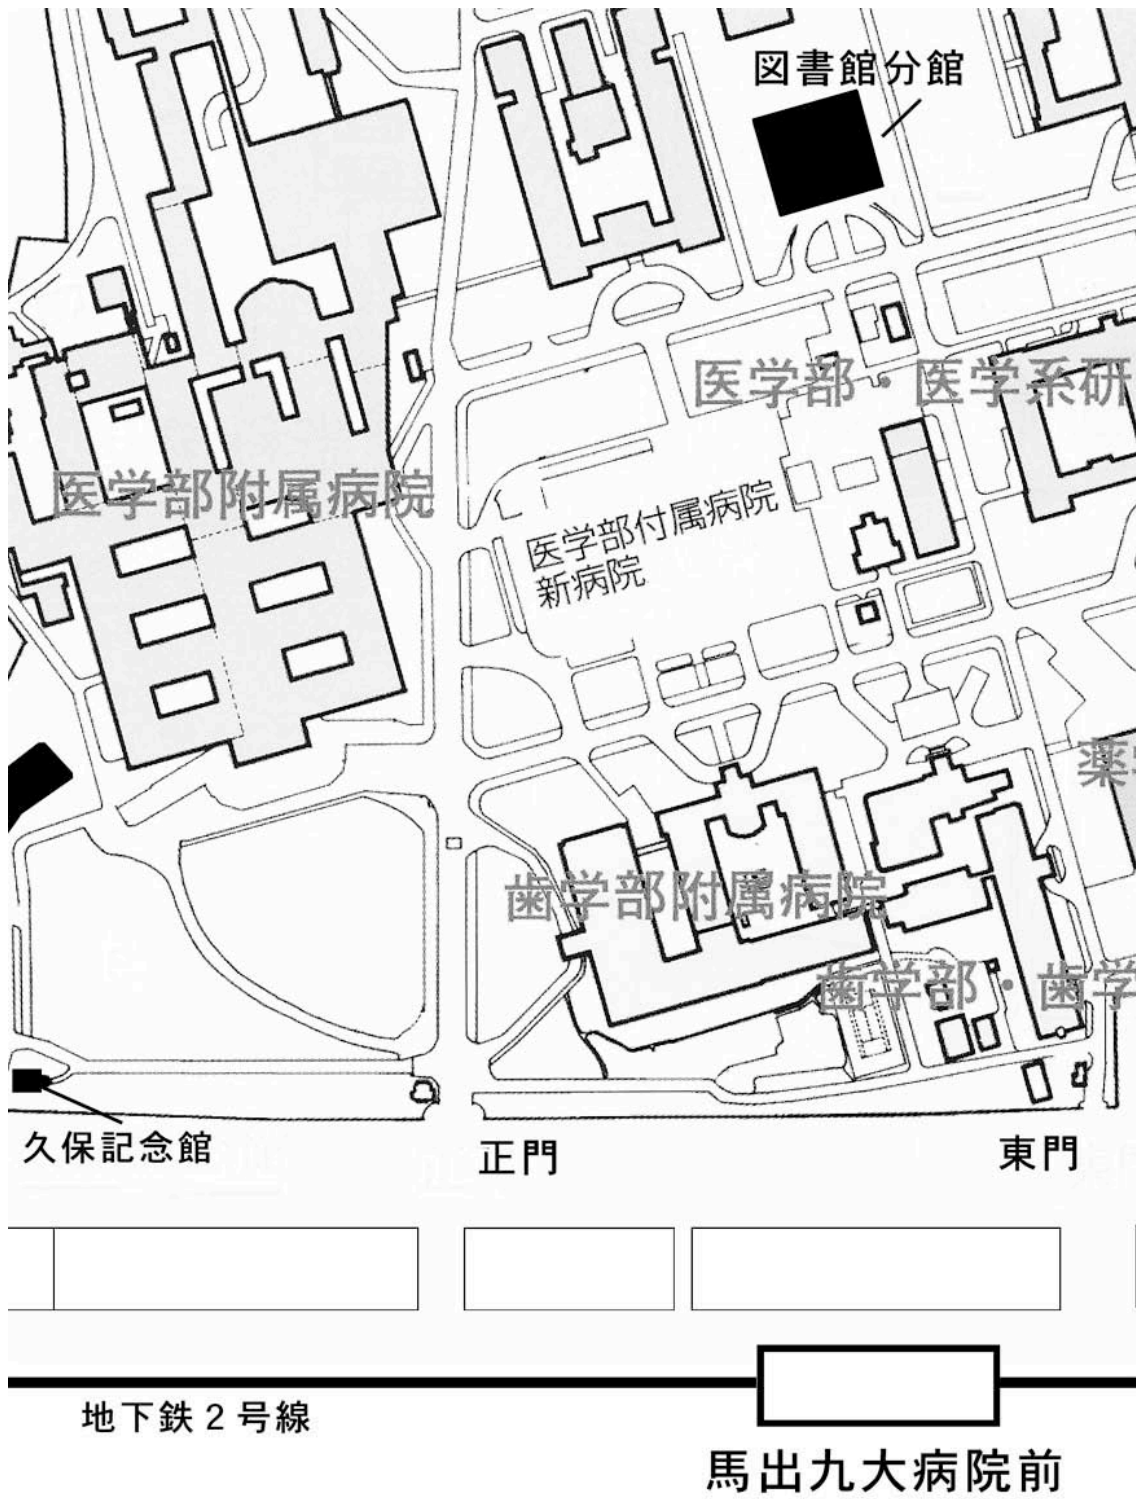 図書館分館
医学部・医学系研
医学部附属病院
医学部付属病院
新病院
薬
歯学部附属病院
歯学部・歯学
久保記念館
正門
東門
地下鉄2号線
馬出九大病院前